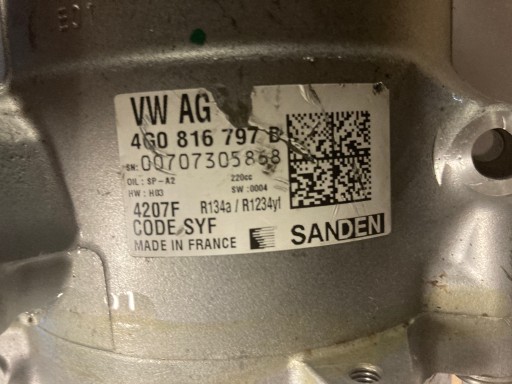 VW AG
4G0 816 797
SN: 00707305868
OIL : SP-A2 220cc
HW : H03 SW :0004
4207F R134a / R1234yf
CODE SYF
MADE IN FRANCE SANDEN
01